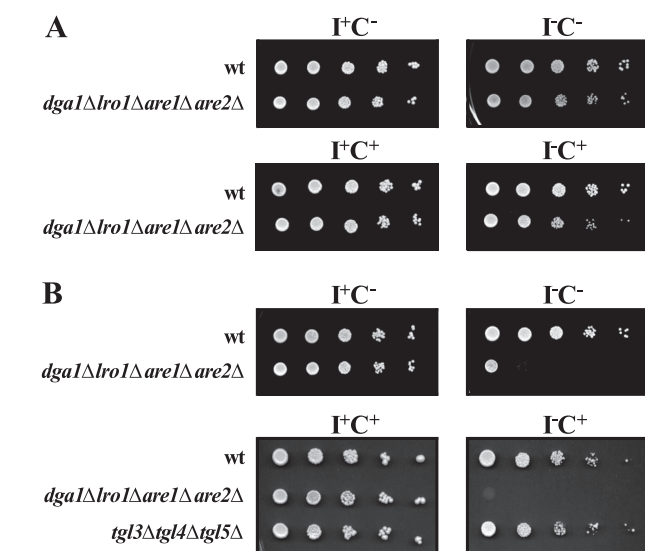 A
I⁺C⁻ I⁻C⁻
wt
dga1Δlro1Δare1Δare2Δ
I⁺C⁺ I⁻C⁺
wt
dga1Δlro1Δare1Δare2Δ
B
I⁺C⁻ I⁻C⁻
wt
dga1Δlro1Δare1Δare2Δ
I⁺C⁺ I⁻C⁺
wt
dga1Δlro1Δare1Δare2Δ
tgl3Δtgl4Δtgl5Δ